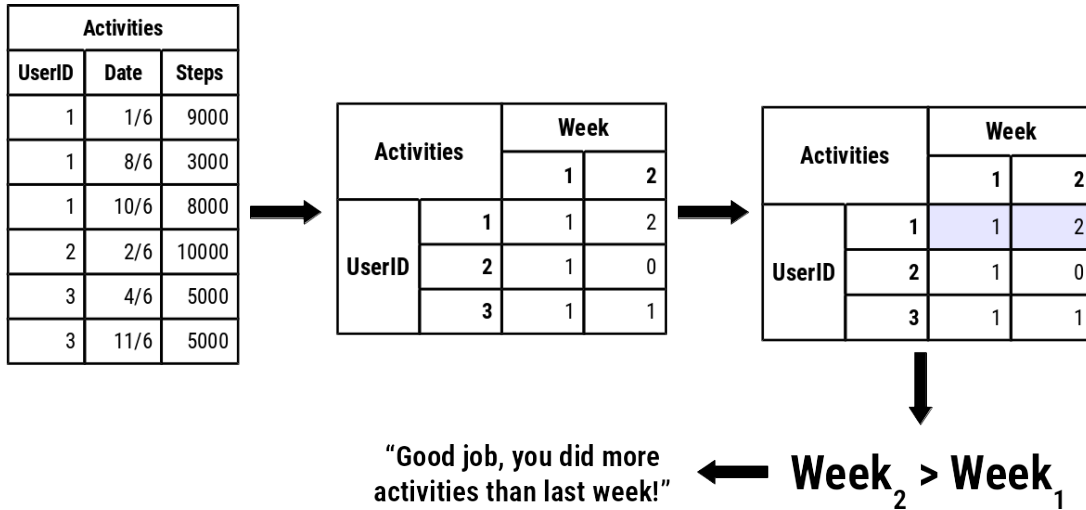 Activities
UserID Date Steps
1 1/6 9000
1 8/6 3000
1 10/6 8000
2 2/6 10000
3 4/6 5000
3 11/6 5000
Activities Week
1 2
UserID
1 1 2
2 1 0
3 1 1
Activities Week
1 2
UserID
1 1 2
2 1 0
3 1 1
Week2 > Week1
“Good job, you did more
activities than last week!”